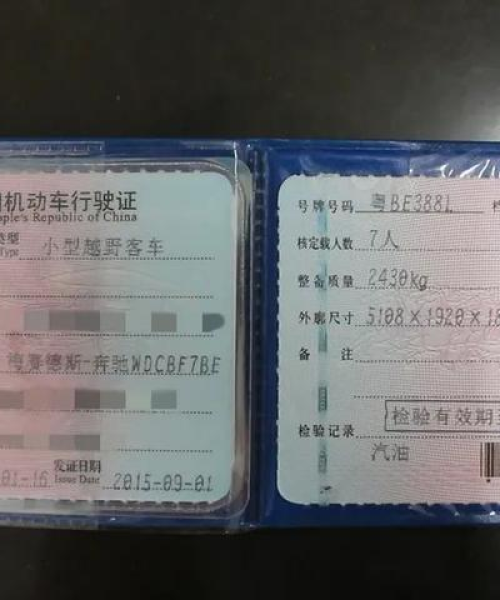 机动车行驶证
ople's Republic of China
类型 小型越野客车
Type
梅赛德斯-奔驰WDCBF7BE
发证日期
01-16 Issue Date 2015-09-01
号牌号码 粤BE388L
核定载人数 7人
整备质量 2430kg
外廓尺寸 5108×1920×18
备 注
检验有效期至
检验记录
汽油